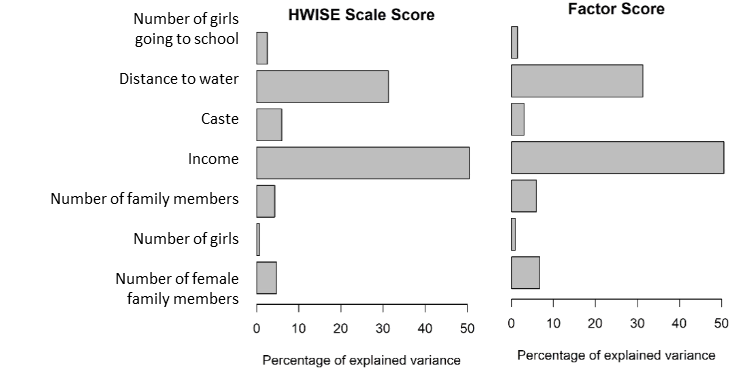 HWISE Scale Score
Factor Score
Number of girls
going to school
Distance to water
Caste
Income
Number of family members
Number of girls
Number of female
family members
0 10 20 30 40 50
0 10 20 30 40 50
Percentage of explained variance
Percentage of explained variance